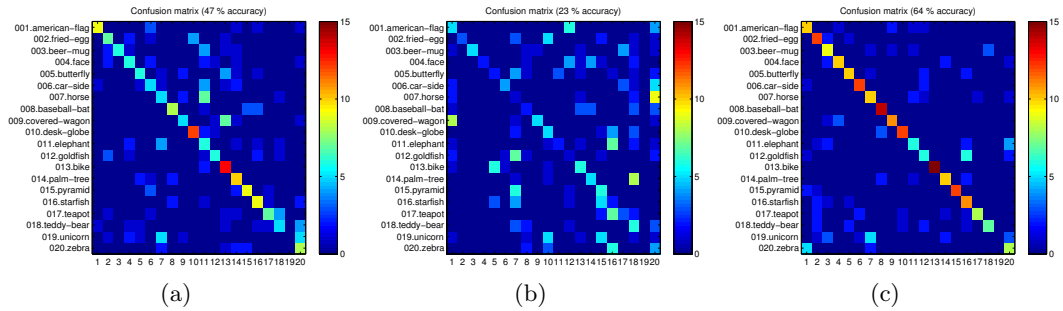 Confusion matrix (47 % accuracy)
001.american−flag
002.fried−egg
003.beer−mug
004.face
005.butterfly
006.car−side
007.horse
008.baseball−bat
009.covered−wagon
010.desk−globe
011.elephant
012.goldfish
013.bike
014.palm−tree
015.pyramid
016.starfish
017.teapot
018.teddy−bear
019.unicorn
020.zebra
1 2 3 4 5 6 7 8 9 10 11 12 13 14 15 16 17 18 19 20
15
10
5
0
(a)
Confusion matrix (23 % accuracy)
001.american−flag
002.fried−egg
003.beer−mug
004.face
005.butterfly
006.car−side
007.horse
008.baseball−bat
009.covered−wagon
010.desk−globe
011.elephant
012.goldfish
013.bike
014.palm−tree
015.pyramid
016.starfish
017.teapot
018.teddy−bear
019.unicorn
020.zebra
1 2 3 4 5 6 7 8 9 10 11 12 13 14 15 16 17 18 19 20
15
10
5
0
(b)
Confusion matrix (64 % accuracy)
001.american−flag
002.fried−egg
003.beer−mug
004.face
005.butterfly
006.car−side
007.horse
008.baseball−bat
009.covered−wagon
010.desk−globe
011.elephant
012.goldfish
013.bike
014.palm−tree
015.pyramid
016.starfish
017.teapot
018.teddy−bear
019.unicorn
020.zebra
1 2 3 4 5 6 7 8 9 10 11 12 13 14 15 16 17 18 19 20
15
10
5
0
(c)